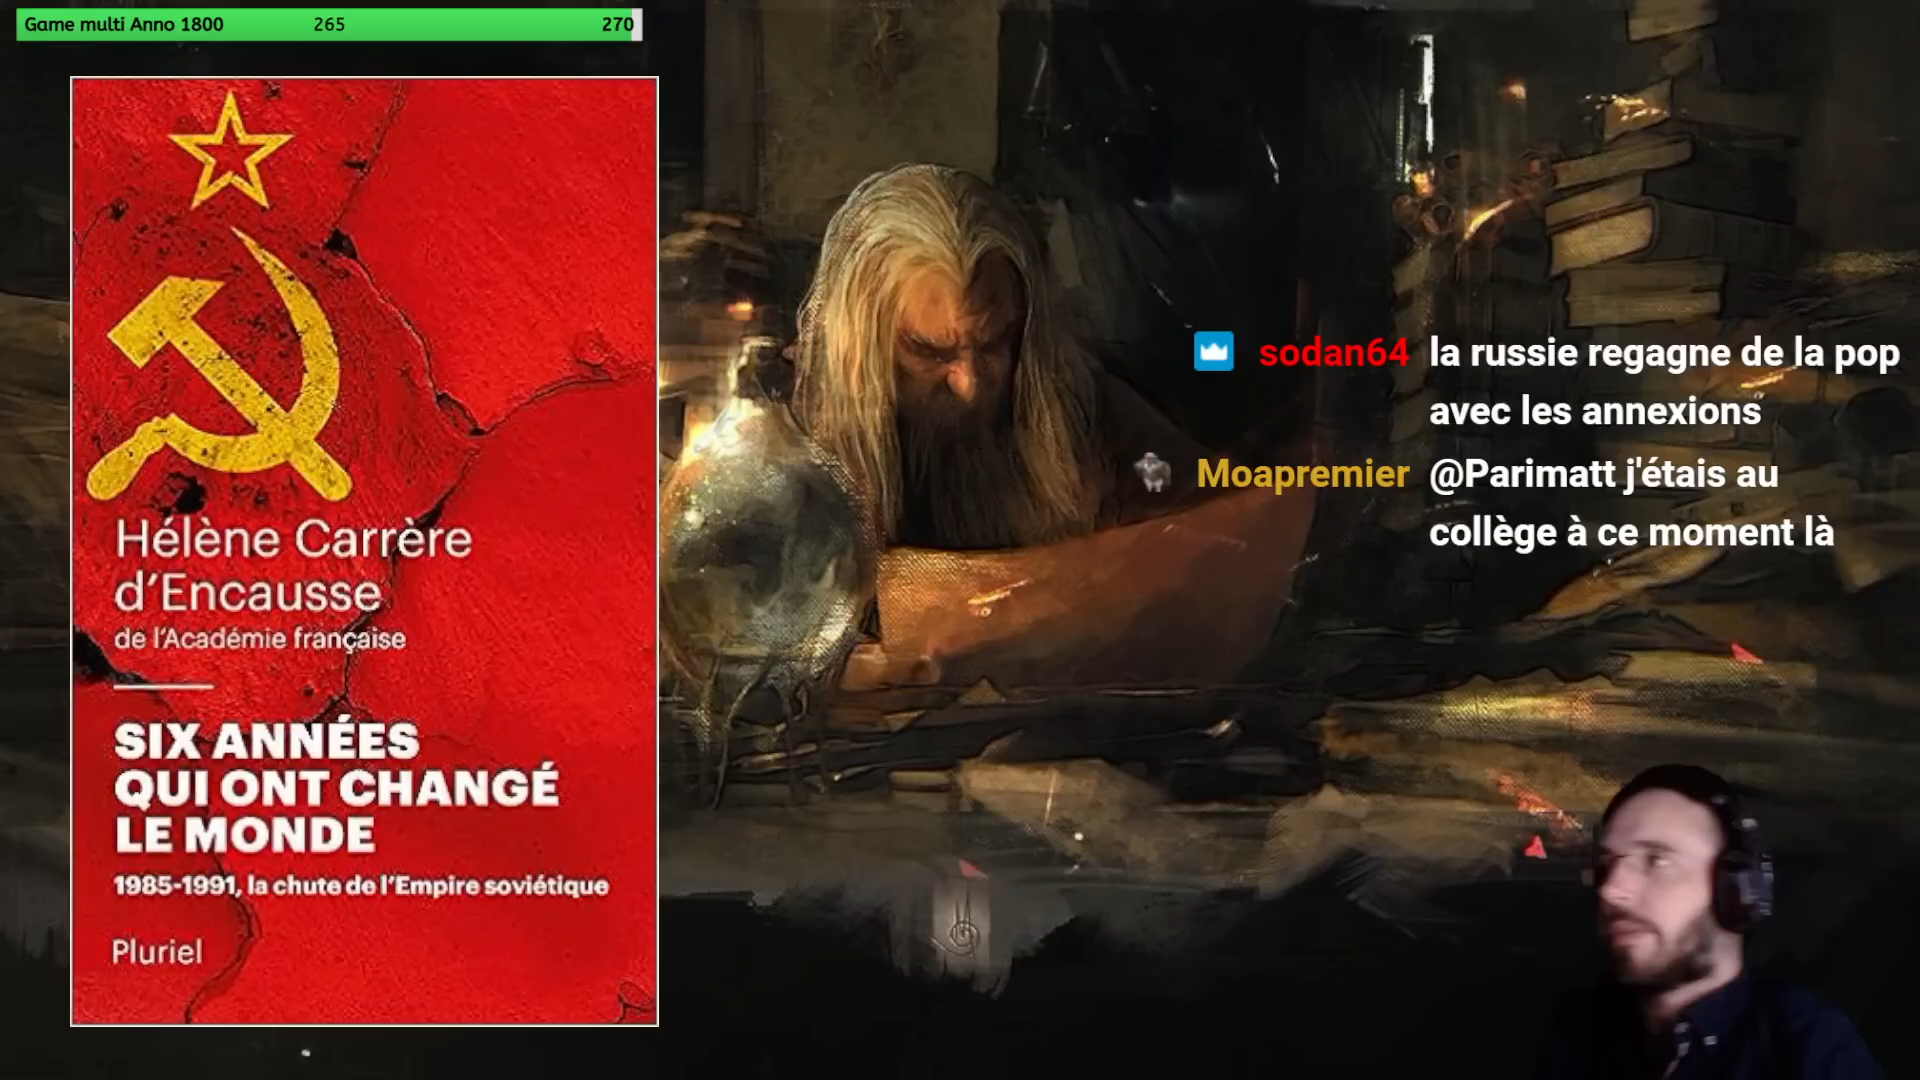 Game multi Anno 1800 265 270
Hélène Carrère
d'Encausse
de l'Académie française
SIX ANNÉES
QUI ONT CHANGÉ
LE MONDE
1985-1991, la chute de l'Empire soviétique
Pluriel
sodan64 la russie regagne de la pop
avec les annexions
Moapremier @Parimatt j'étais au
collège à ce moment là